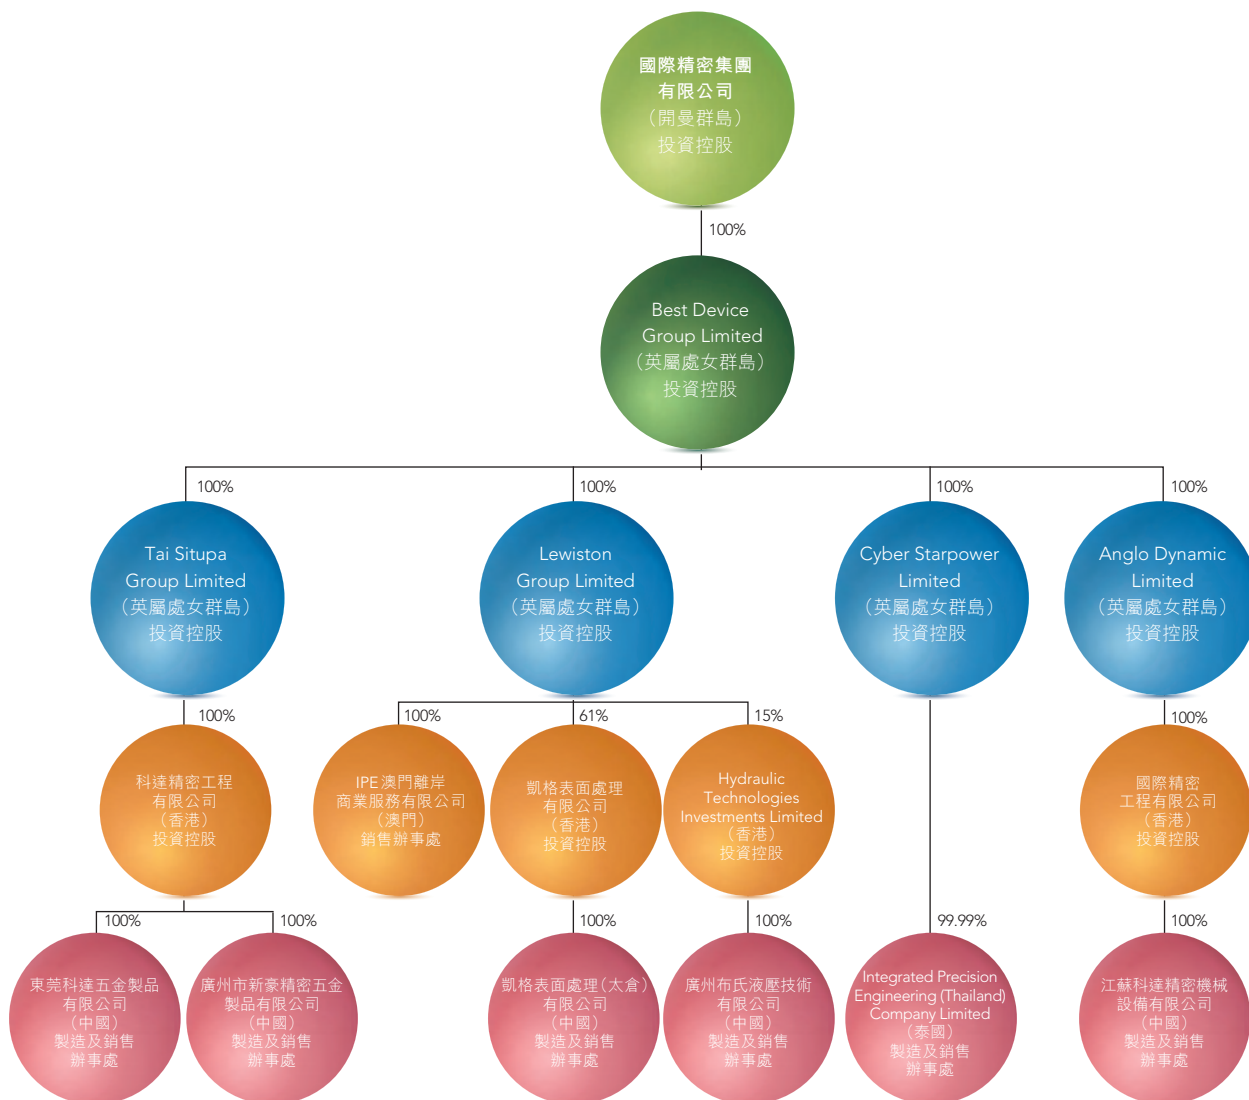 國際精密集團
有限公司
（開曼群島）
投資控股
100%
Best Device
Group Limited
（英屬處女群島）
投資控股
100%
100%
100%
100%
Tai Situpa
Group Limited
（英屬處女群島）
投資控股
Lewiston
Group Limited
（英屬處女群島）
投資控股
Cyber Starpower
Limited
（英屬處女群島）
投資控股
Anglo Dynamic
Limited
（英屬處女群島）
投資控股
100%
100%
61%
15%
100%
科達精密工程
有限公司
（香港）
投資控股
IPE 澳門離岸
商業服務有限公司
（澳門）
銷售辦事處
凱格表面處理
有限公司
（香港）
投資控股
Hydraulic
Technologies
Investments Limited
（香港）
投資控股
國際精密
工程有限公司
（香港）
投資控股
100%
100%
100%
100%
99.99%
100%
東莞科達五金製品
有限公司
（中國）
製造及銷售
辦事處
廣州市新豪精密五金
製品有限公司
（中國）
製造及銷售
辦事處
凱格表面處理（太倉）
有限公司
（中國）
製造及銷售
辦事處
廣州布氏液壓技術
有限公司
（中國）
製造及銷售
辦事處
Integrated Precision
Engineering (Thailand)
Company Limited
（泰國）
製造及銷售
辦事處
江蘇科達精密機械
設備有限公司
（中國）
製造及銷售
辦事處